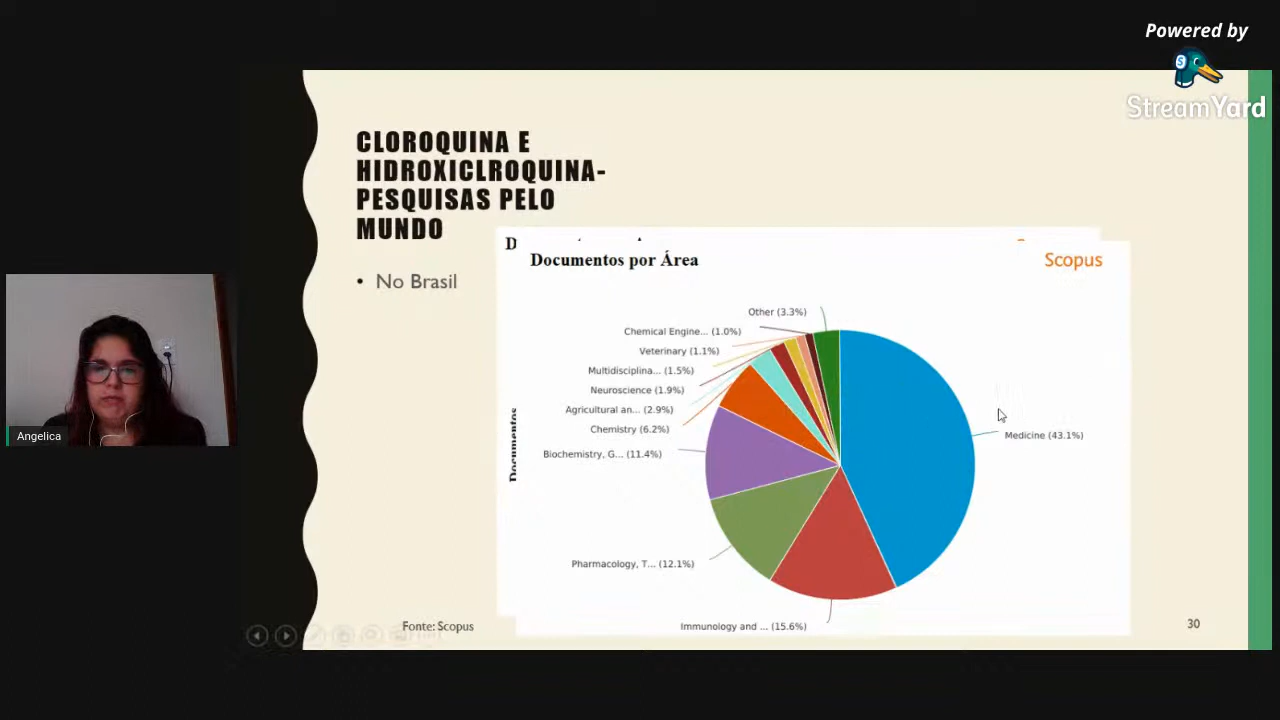 Powered by
StreamYard
CLOROQUINA E
HIDROXICLROQUINA-
PESQUISAS PELO
MUNDO
• No Brasil
Documentos por Área
Scopus
Other (3.3%)
Chemical Engine... (1.0%)
Veterinary (1.1%)
Multidisciplina... (1.5%)
Neuroscience (1.9%)
Agricultural an... (2.9%)
Chemistry (6.2%)
Biochemistry, G... (11.4%)
Medicine (43.1%)
Pharmacology, T... (12.1%)
Immunology and ... (15.6%)
Documentos
Angelica
Fonte: Scopus
30